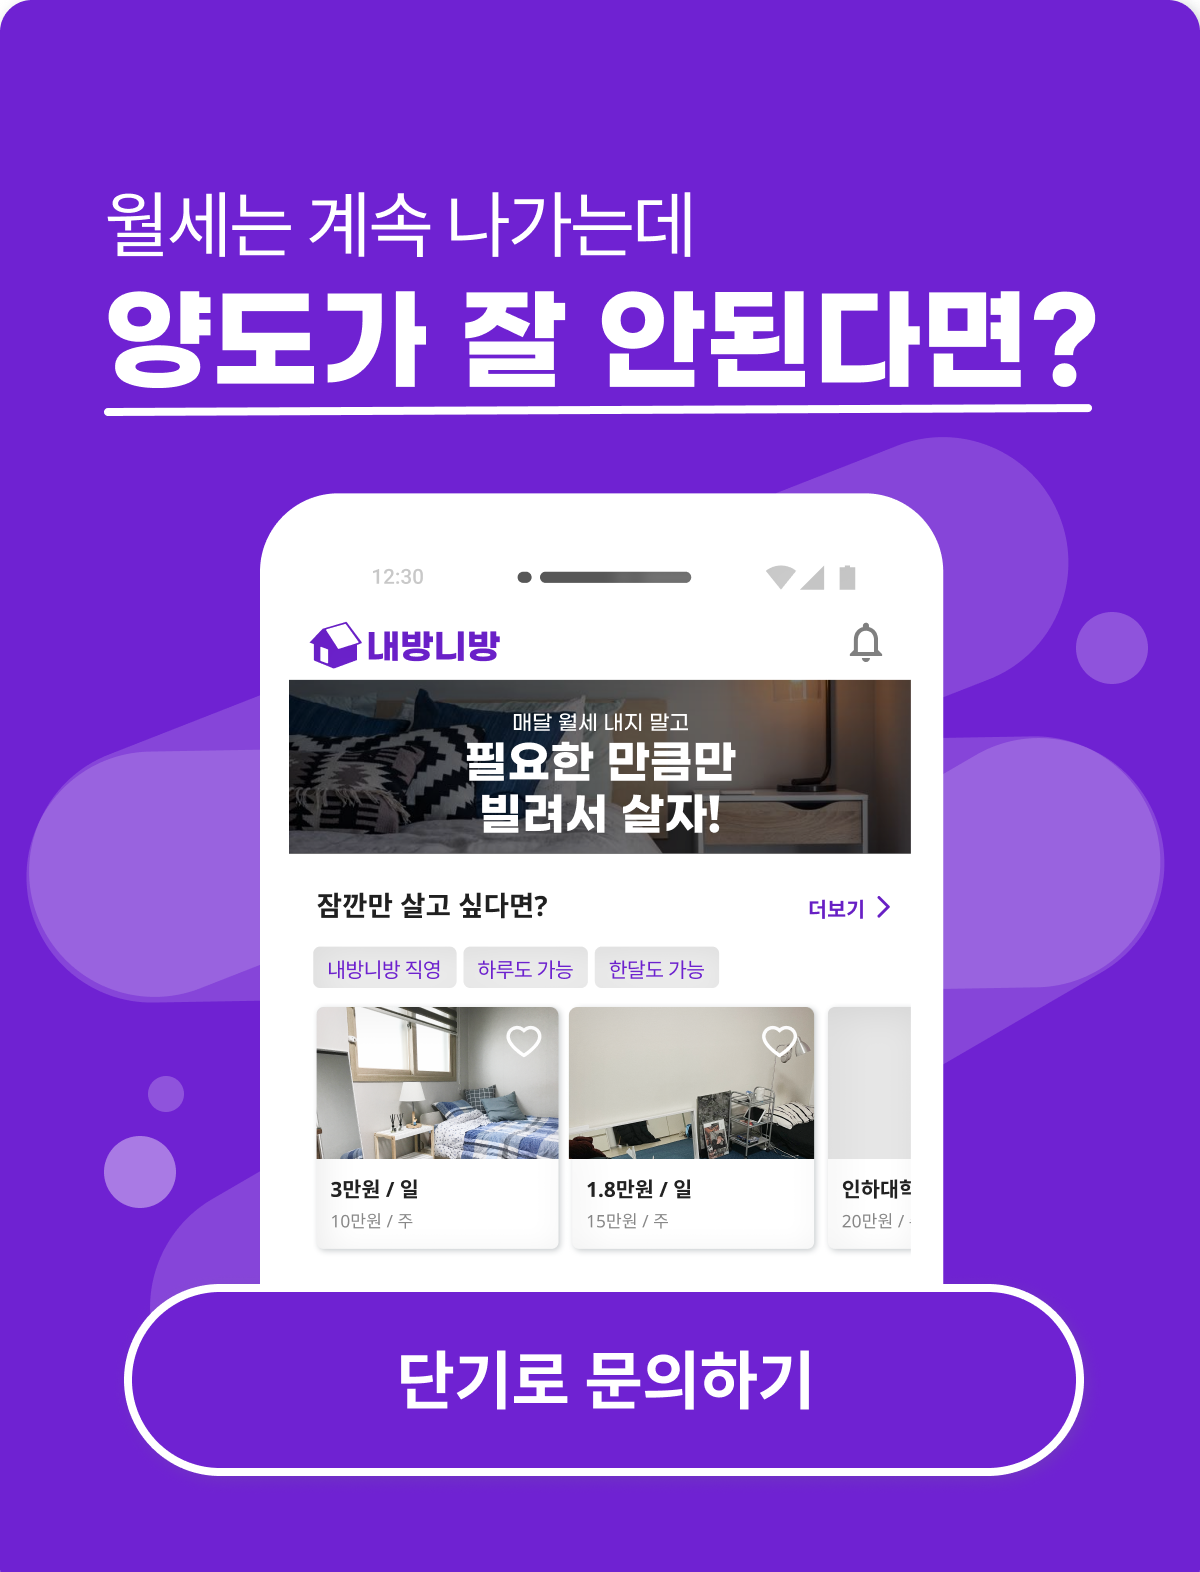 월세는 계속 나가는데
양도가 잘 안된다면?
12:30
내방니방
매달 월세 내지 말고
필요한 만큼만
빌려서 살자!
잠깐만 살고 싶다면?
더보기
내방니방 직영
하루도 가능
한달도 가능
3만원 / 일
10만원 / 주
1.8만원 / 일
15만원 / 주
인하대학
20만원 /
단기로 문의하기